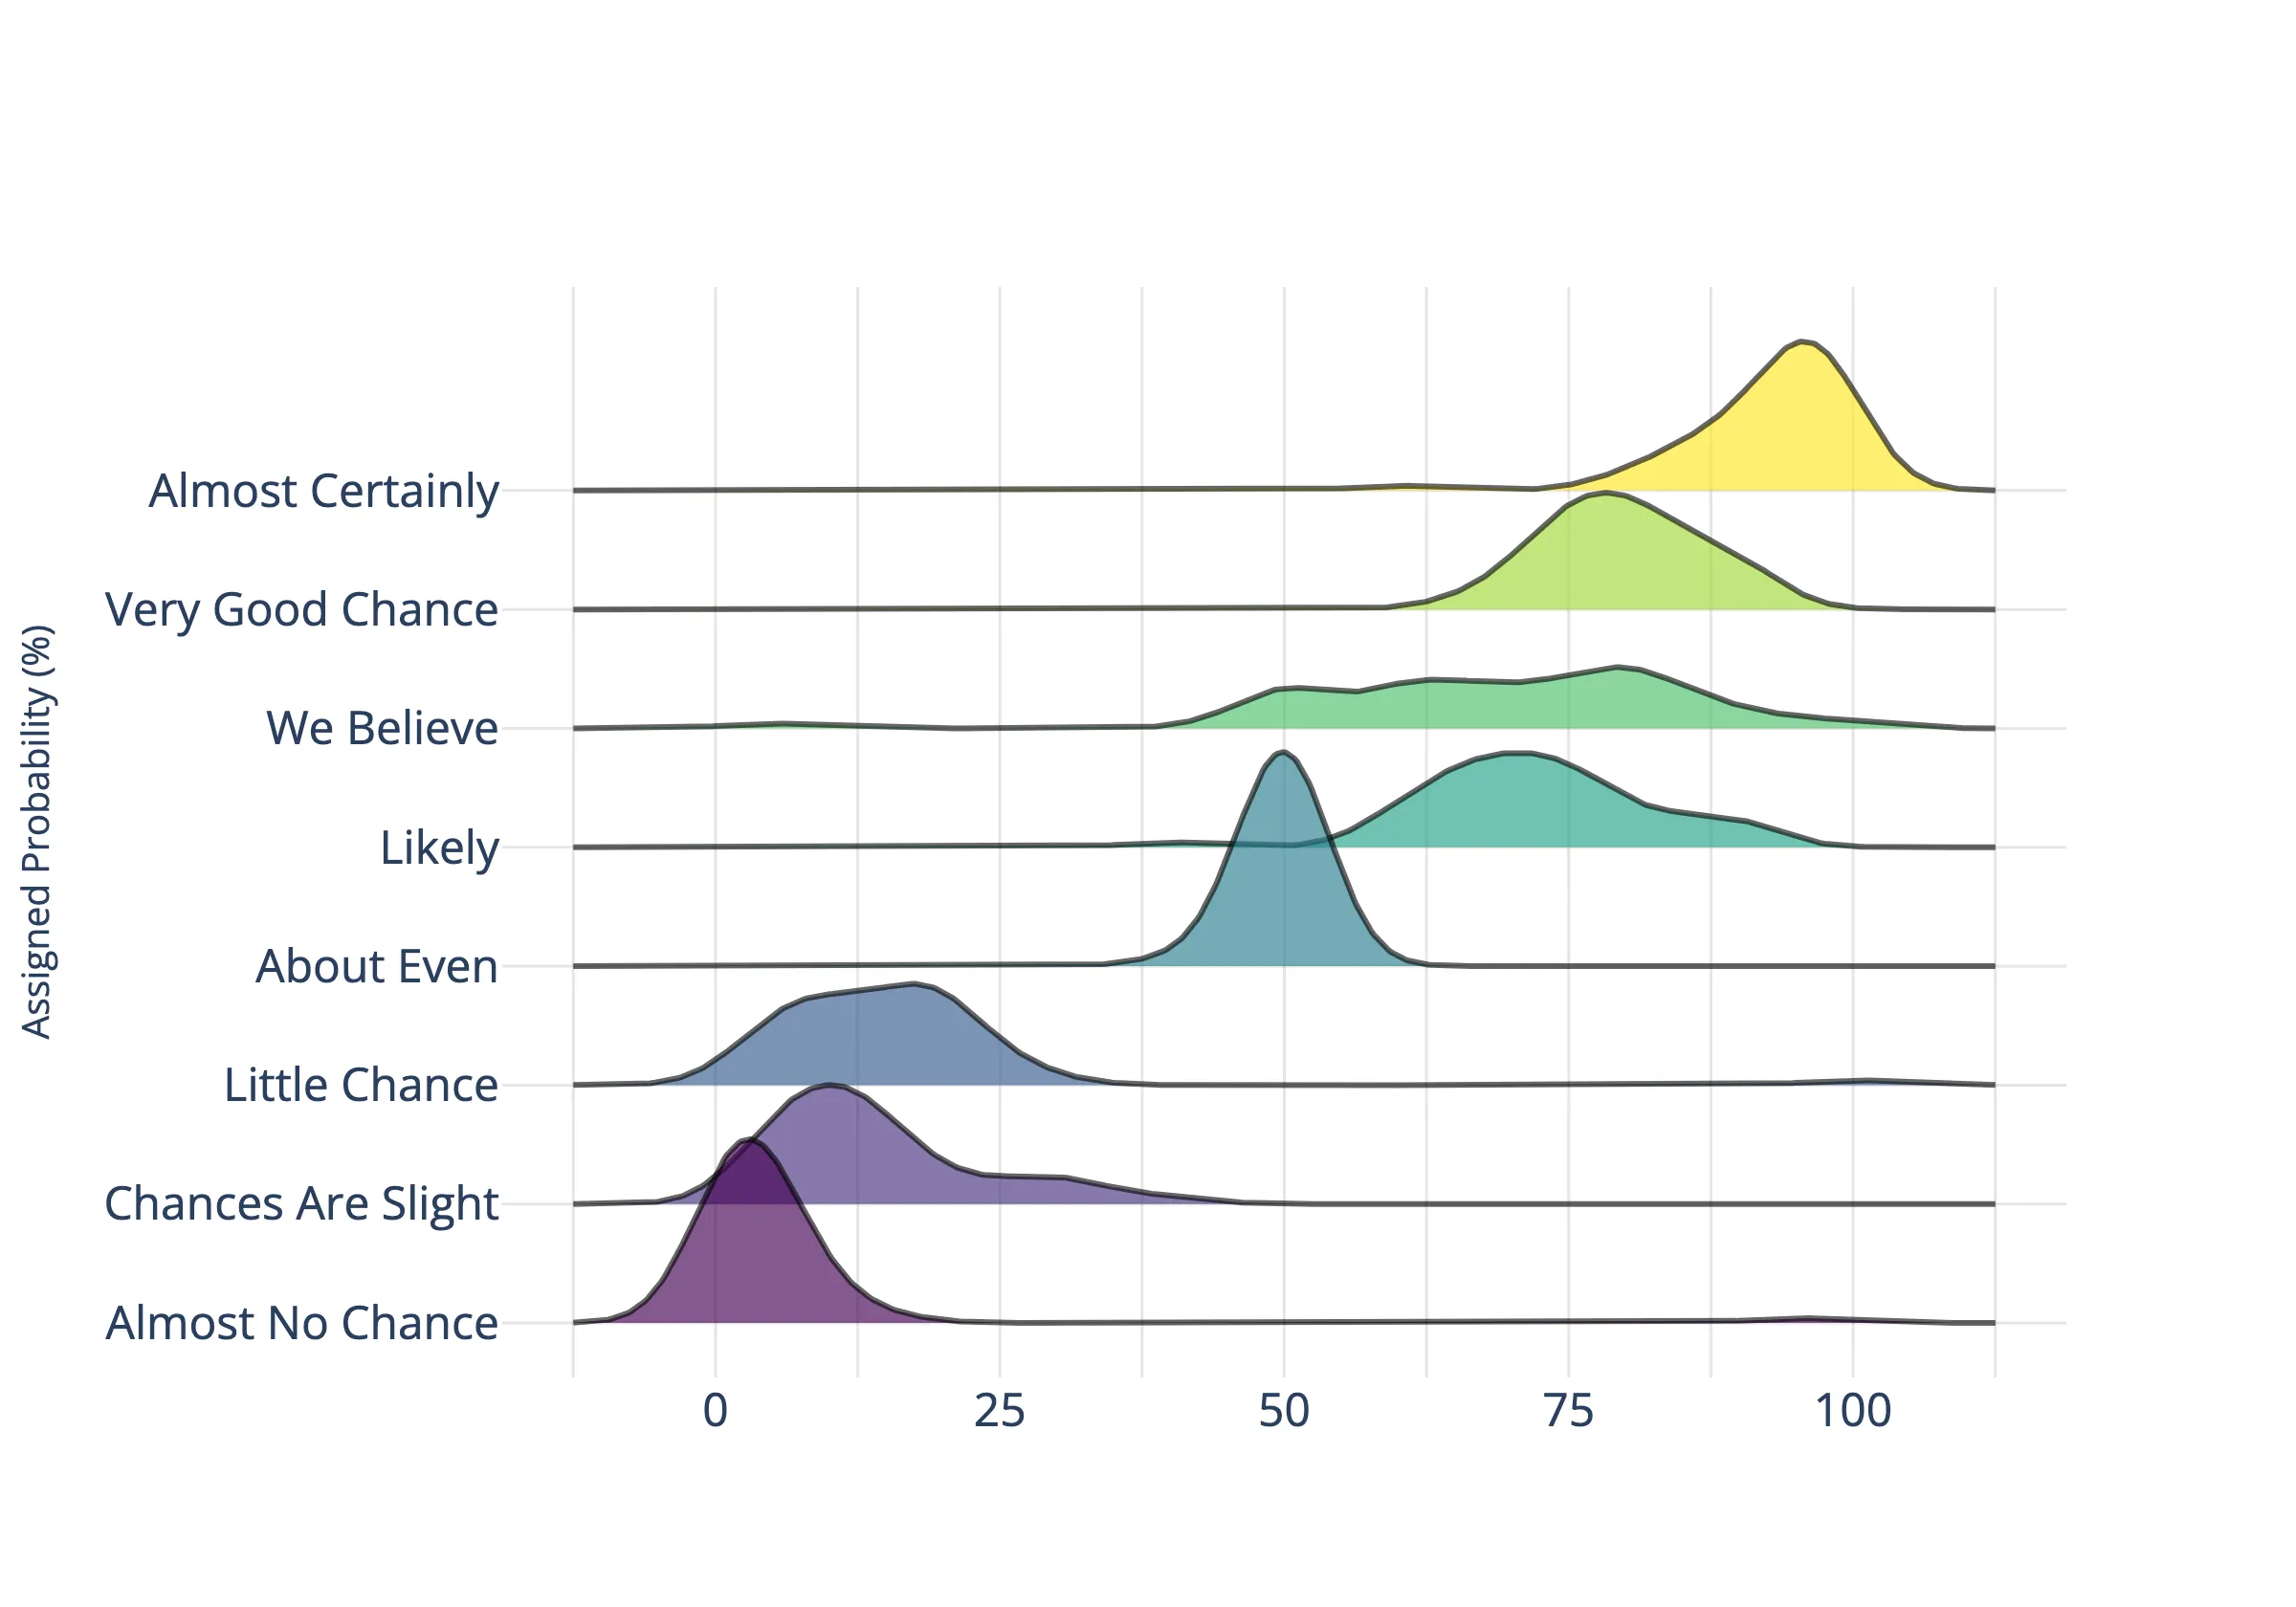 Almost Certainly
Very Good Chance
We Believe
Likely
About Even
Little Chance
Chances Are Slight
Almost No Chance
Assigned Probability (%)
0 25 50 75 100